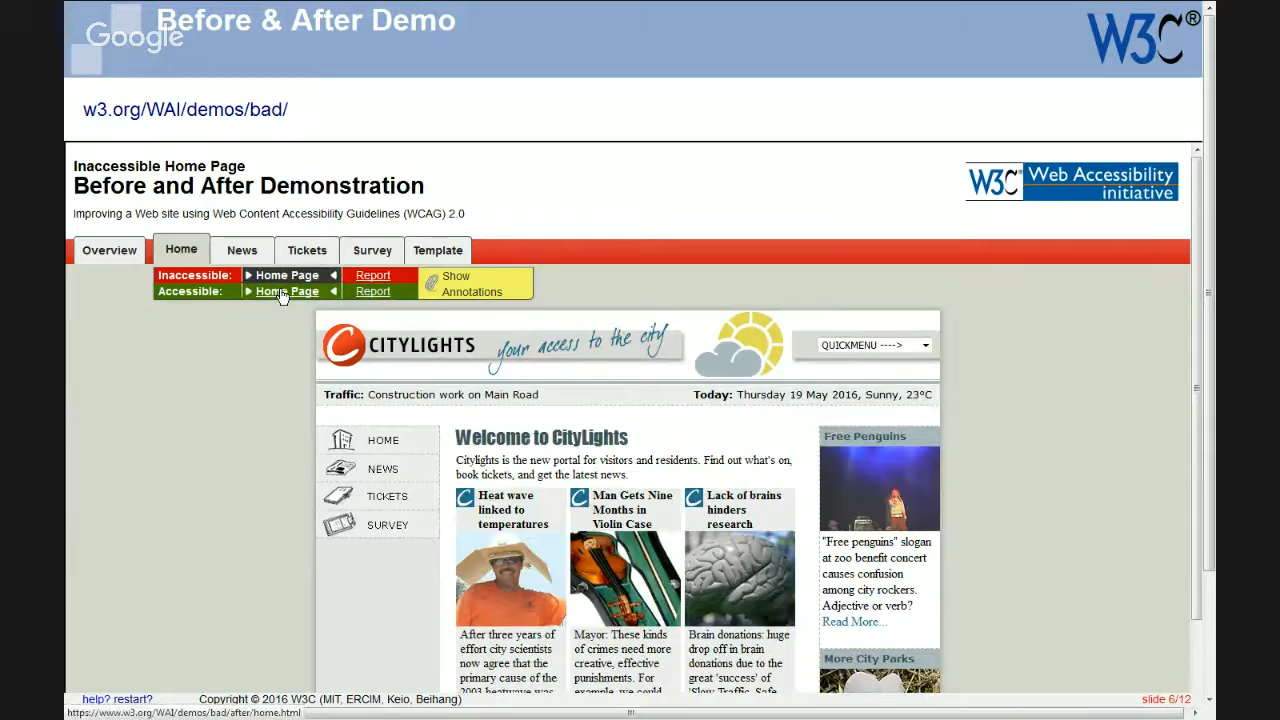 Before & After Demo
Google
W3C®
w3.org/WAI/demos/bad/
Inaccessible Home Page
Before and After Demonstration
Improving a Web site using Web Content Accessibility Guidelines (WCAG) 2.0
W3C® Web Accessibility
initiative
Overview Home News Tickets Survey Template
Inaccessible: Home Page Report
Accessible: Home Page Report
Show
Annotations
CITYLIGHTS your access to the city
QUICKMENU ---->
Traffic: Construction work on Main Road
Today: Thursday 19 May 2016, Sunny, 23°C
HOME
NEWS
TICKETS
SURVEY
Welcome to CityLights
Citylights is the new portal for visitors and residents. Find out what's on,
book tickets, and get the latest news.
Heat wave
linked to
temperatures
After three years of
effort city scientists
now agree that the
primary cause of the
2003 heatwave was
Man Gets Nine
Months in
Violin Case
Mayor: These kinds
of crimes need more
creative, effective
punishments. For
example, we could
Lack of brains
hinders
research
Brain donations: huge
drop off in brain
donations due to the
great 'success' of
'Slow Traffic, Safe
Free Penguins
"Free penguins" slogan
at zoo benefit concert
causes confusion
among city rockers.
Adjective or verb?
Read More...
More City Parks
help? restart?
Copyright © 2016 W3C (MIT, ERCIM, Keio, Beihang)
slide 6/12
https://www.w3.org/WAI/demos/bad/after/home.html